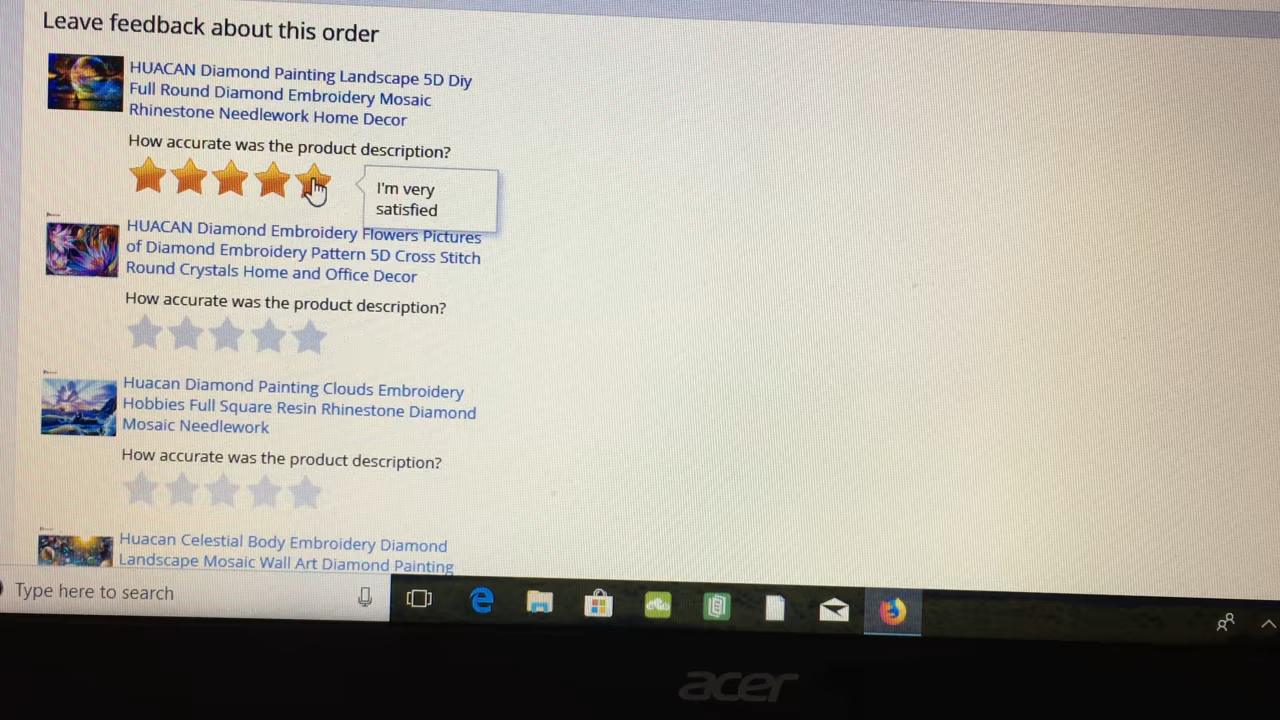 Leave feedback about this order
HUACAN Diamond Painting Landscape 5D Diy
Full Round Diamond Embroidery Mosaic
Rhinestone Needlework Home Decor
How accurate was the product description?
I'm very
satisfied
HUACAN Diamond Embroidery Flowers Pictures
of Diamond Embroidery Pattern 5D Cross Stitch
Round Crystals Home and Office Decor
How accurate was the product description?
Huacan Diamond Painting Clouds Embroidery
Hobbies Full Square Resin Rhinestone Diamond
Mosaic Needlework
How accurate was the product description?
Huacan Celestial Body Embroidery Diamond
Landscape Mosaic Wall Art Diamond Painting
Type here to search
acer